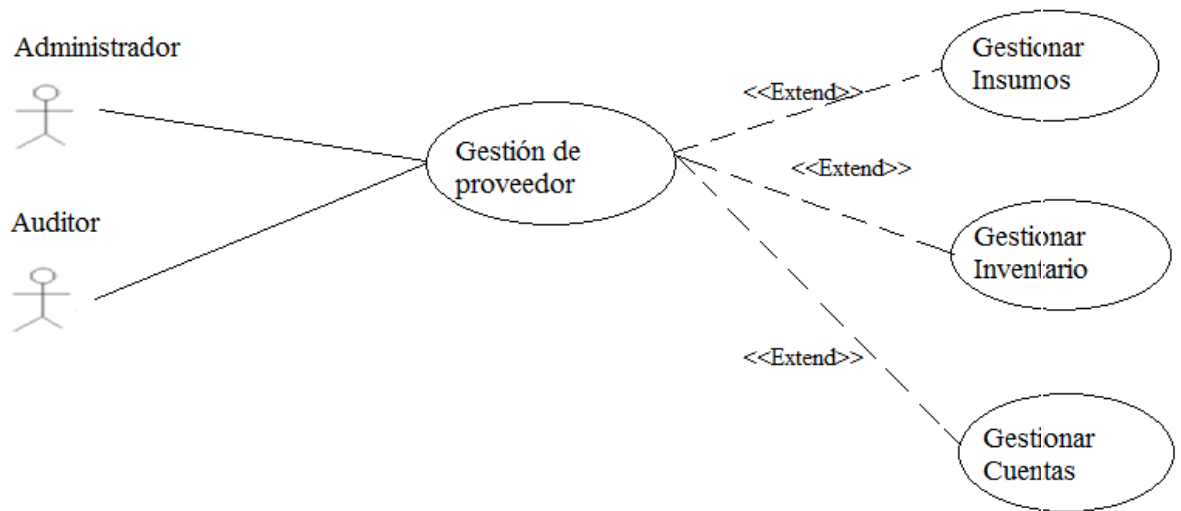 Administrador
Auditor
Gestión de
proveedor
<<Extend>>
<<Extend>>
<<Extend>>
Gestionar
Insumos
Gestionar
Inventario
Gestionar
Cuentas